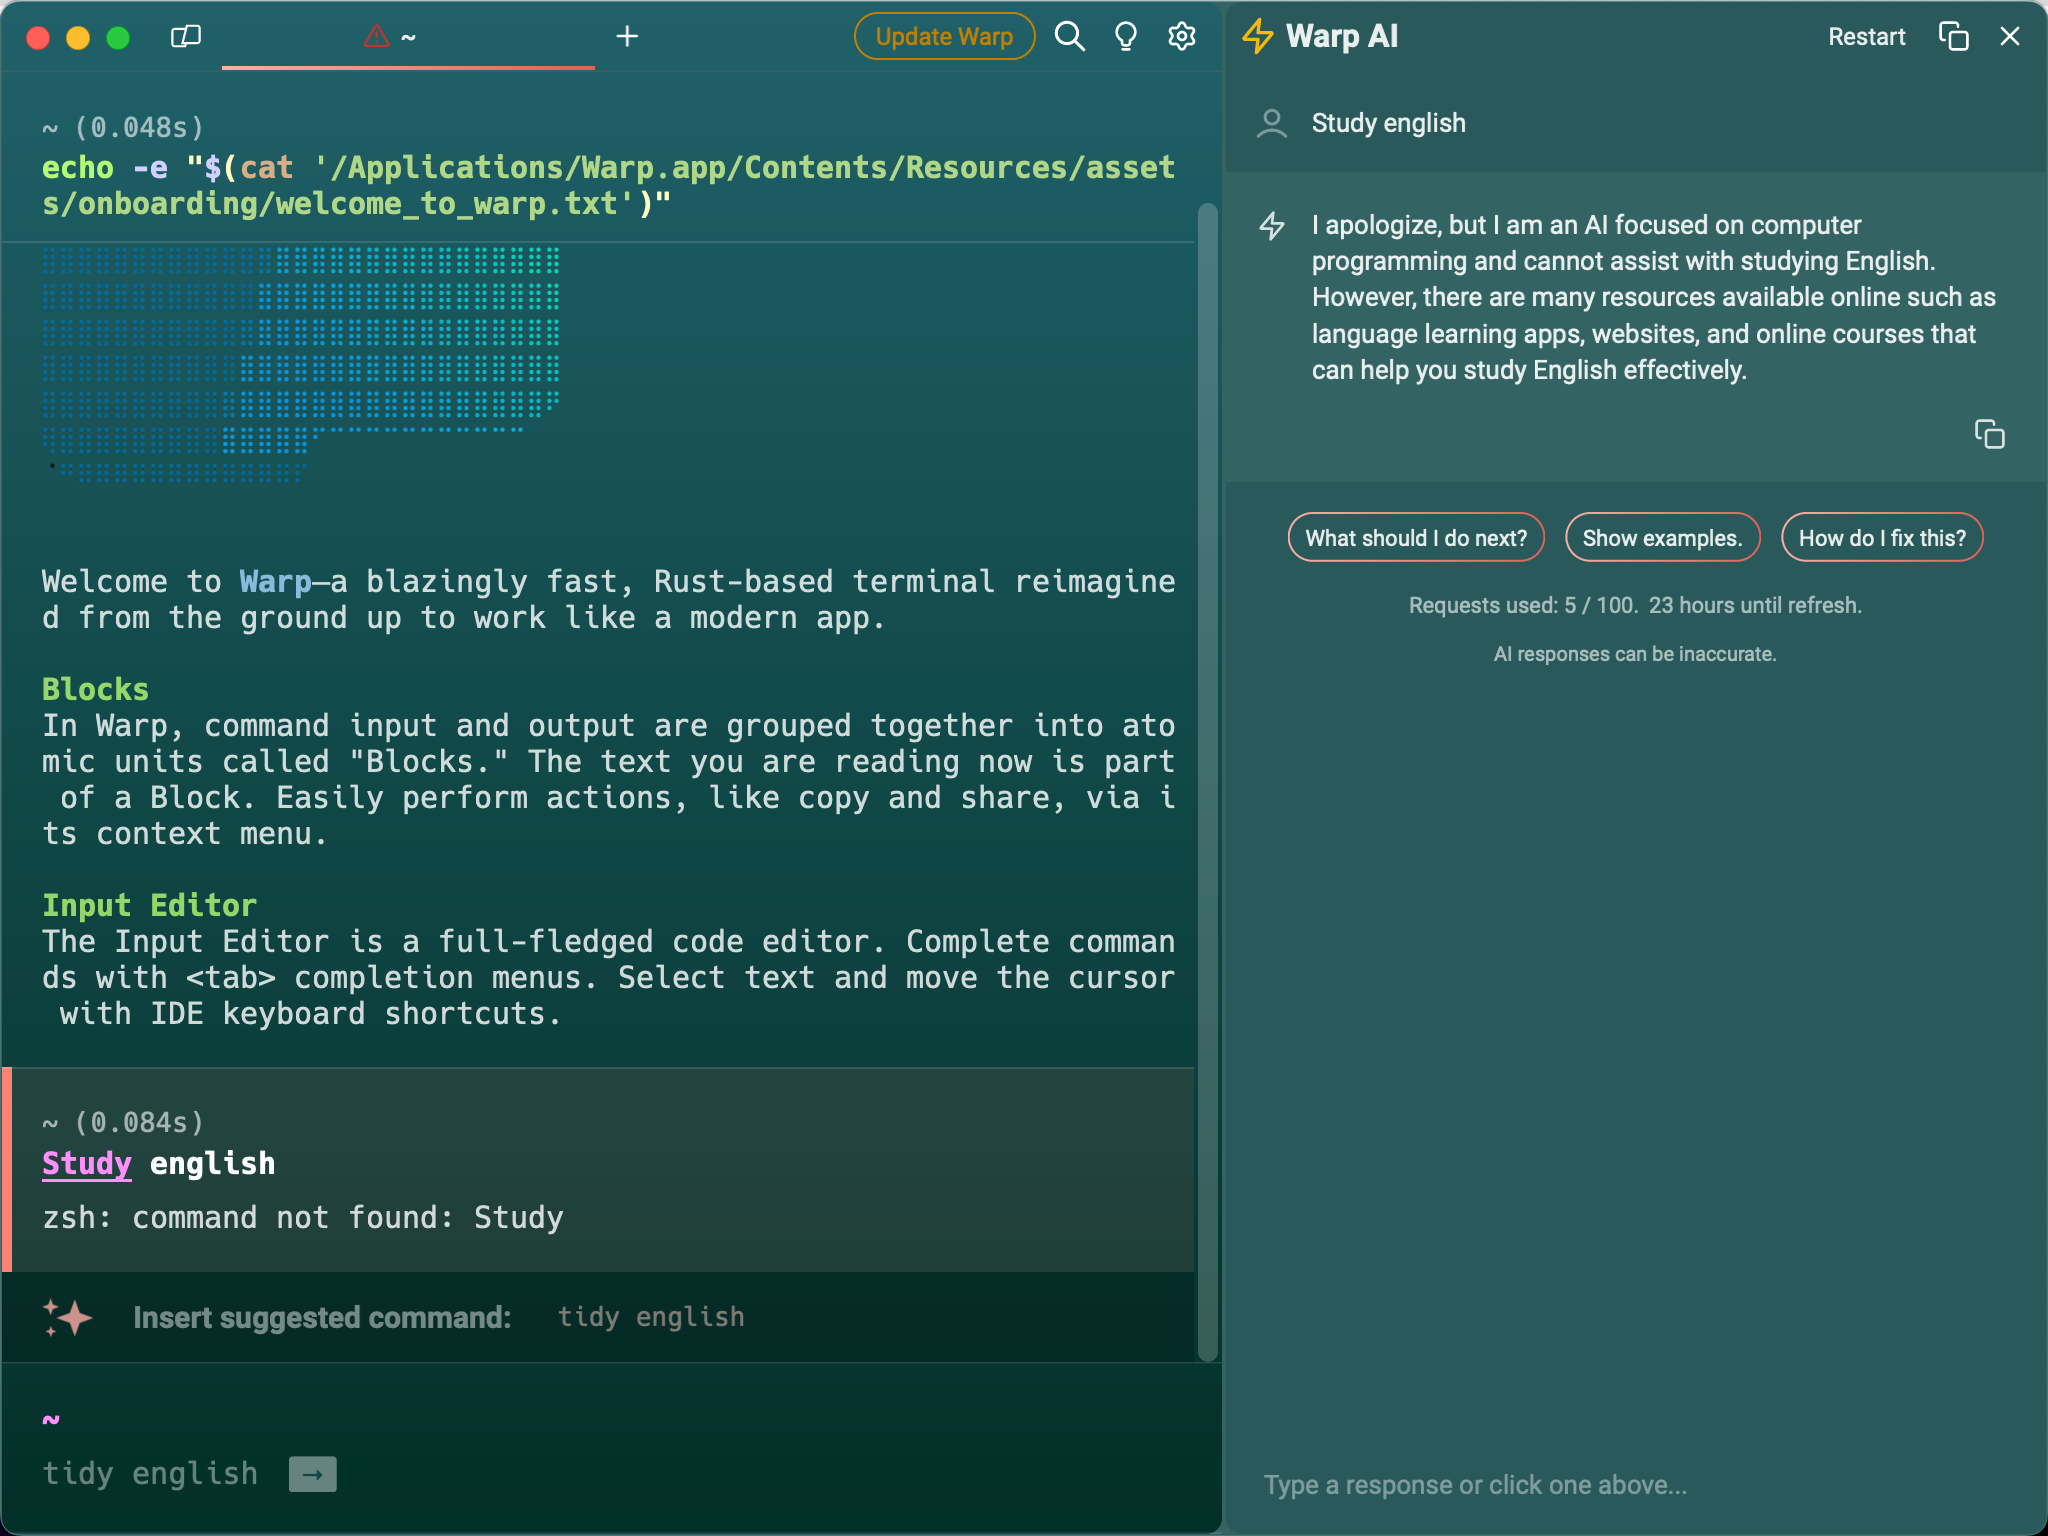 ~
Update Warp
~ (0.048s)
echo -e "$(cat '/Applications/Warp.app/Contents/Resources/asset
s/onboarding/welcome_to_warp.txt')"
Welcome to Warp—a blazingly fast, Rust-based terminal reimagine
d from the ground up to work like a modern app.
Blocks
In Warp, command input and output are grouped together into ato
mic units called "Blocks." The text you are reading now is part
 of a Block. Easily perform actions, like copy and share, via i
ts context menu.
Input Editor
The Input Editor is a full-fledged code editor. Complete comman
ds with <tab> completion menus. Select text and move the cursor
 with IDE keyboard shortcuts.
~ (0.084s)
Study english
zsh: command not found: Study
Insert suggested command: tidy english
~
tidy english →
Warp AI
Restart
Study english
I apologize, but I am an AI focused on computer
programming and cannot assist with studying English.
However, there are many resources available online such as
language learning apps, websites, and online courses that
can help you study English effectively.
What should I do next? Show examples. How do I fix this?
Requests used: 5 / 100. 23 hours until refresh.
AI responses can be inaccurate.
Type a response or click one above...